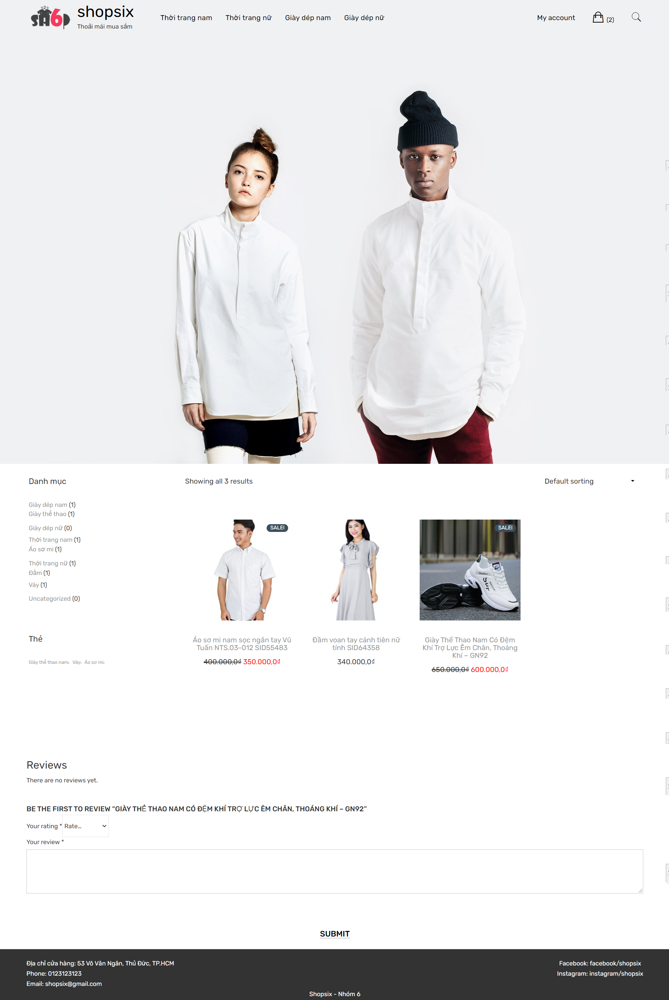 SH6P
shopsix
Thoải mái mua sắm
Thời trang nam
Thời trang nữ
Giày dép nam
Giày dép nữ
My account
(2)
Danh mục
Giày dép nam (1)
Giày thể thao (1)
Giày dép nữ (0)
Thời trang nam (1)
Áo sơ mi (1)
Thời trang nữ (1)
Đầm (1)
Váy (1)
Uncategorized (0)
Thẻ
Giày thể thao nam, Váy, Áo sơ mi,
Showing all 3 results
Default sorting
SALE!
Áo sơ mi nam sọc ngắn tay Vũ
Tuấn NTS.03-012 SID55483
400.000,0₫ 350.000,0₫
Đầm voan tay cánh tiên nữ
tính SID64358
340.000,0₫
SALE!
Fashion
Sur
Giày Thể Thao Nam Có Đệm
Khí Trợ Lực Êm Chân, Thoáng
Khí – GN92
650.000,0₫ 600.000,0₫
Reviews
There are no reviews yet.
BE THE FIRST TO REVIEW “GIÀY THỂ THAO NAM CÓ ĐỆM KHÍ TRỢ LỰC ÊM CHÂN, THOÁNG KHÍ – GN92”
Your rating * Rate...
Your review *
SUBMIT
Địa chỉ cửa hàng: 53 Võ Văn Ngân, Thủ Đức, TP.HCM
Phone: 0123123123
Email: shopsix@gmail.com
Facebook: facebook/shopsix
Instagram: instagram/shopsix
Shopsix - Nhóm 6